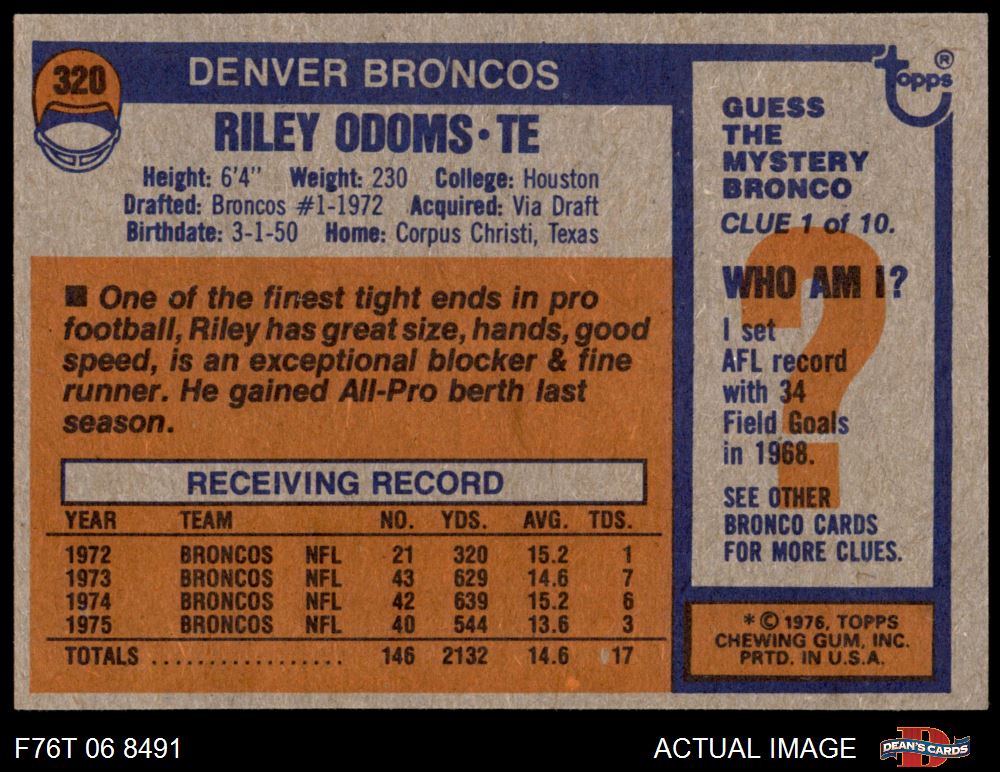 320
DENVER BRONCOS
RILEY ODOMS • TE
Height: 6'4" Weight: 230 College: Houston
Drafted: Broncos #1-1972 Acquired: Via Draft
Birthdate: 3-1-50 Home: Corpus Christi, Texas
■ One of the finest tight ends in pro
football, Riley has great size, hands, good
speed, is an exceptional blocker & fine
runner. He gained All-Pro berth last
season.
RECEIVING RECORD
YEAR TEAM NO. YDS. AVG. TDS.
1972 BRONCOS NFL 21 320 15.2 1
1973 BRONCOS NFL 43 629 14.6 7
1974 BRONCOS NFL 42 639 15.2 6
1975 BRONCOS NFL 40 544 13.6 3
TOTALS .................. 146 2132 14.6 17
topps ®
GUESS
THE
MYSTERY
BRONCO
CLUE 1 of 10.
?
WHO AM I?
I set
AFL record
with 34
Field Goals
in 1968.
SEE OTHER
BRONCO CARDS
FOR MORE CLUES.
* © 1976, TOPPS
CHEWING GUM, INC.
PRTD. IN U.S.A.
F76T 06 8491
ACTUAL IMAGE
D
DEAN'S CARDS